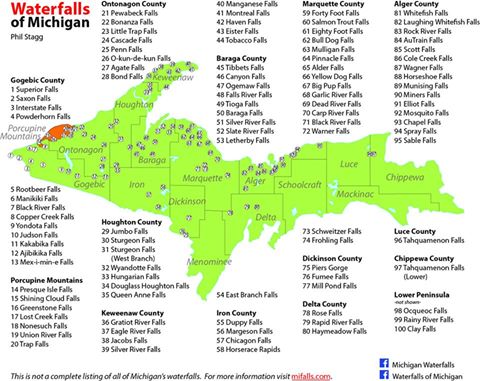 Waterfalls
of Michigan
Phil Stagg
Gogebic County
1 Superior Falls
2 Saxon Falls
3 Interstate Falls
4 Powderhorn Falls
5 Rootbeer Falls
6 Manikiki Falls
7 Black River Falls
8 Copper Creek Falls
9 Yondota Falls
10 Judson Falls
11 Kakabika Falls
12 Ajibikika Falls
13 Mex-i-min-e Falls
Porcupine Mountains
14 Presque Isle Falls
15 Shining Cloud Falls
16 Greenstone Falls
17 Lost Creek Falls
18 Nonesuch Falls
19 Union River Falls
20 Trap Falls
Ontonagon County
21 Pewabeck Falls
22 Bonanza Falls
23 Little Trap Falls
24 Cascade Falls
25 Penn Falls
26 O-kun-de-kun Falls
27 Agate Falls
28 Bond Falls
Houghton County
29 Jumbo Falls
30 Sturgeon Falls
31 Sturgeon Falls
(West Branch)
32 Wyandotte Falls
33 Hungarian Falls
34 Douglass Houghton Falls
35 Queen Anne Falls
Keweenaw County
36 Gratiot River Falls
37 Eagle River Falls
38 Jacobs Falls
39 Silver River Falls
40 Manganese Falls
41 Montreal Falls
42 Haven Falls
43 Eister Falls
44 Tobacco Falls
Baraga County
45 Tibbets Falls
46 Canyon Falls
47 Ogemaw Falls
48 Falls River Falls
49 Tioga Falls
50 Baraga Falls
51 Silver River Falls
52 Slate River Falls
53 Letherby Falls
54 East Branch Falls
Iron County
55 Duppy Falls
56 Margeson Falls
57 Chicagon Falls
58 Horserace Rapids
Marquette County
59 Forty Foot Falls
60 Salmon Trout Falls
61 Eighty Foot Falls
62 Bull Dog Falls
63 Mulligan Falls
64 Pinnacle Falls
65 Alder Falls
66 Yellow Dog Falls
67 Big Pup Falls
68 Garlic River Falls
69 Dead River Falls
70 Carp River Falls
71 Black River Falls
72 Warner Falls
73 Schweitzer Falls
74 Frohling Falls
Dickinson County
75 Piers Gorge
76 Fumee Falls
77 Mill Pond Falls
Delta County
78 Rose Falls
79 Rapid River Falls
80 Haymeadow Falls
Alger County
81 Whitefish Falls
82 Laughing Whitefish Falls
83 Rock River Falls
84 AuTrain Falls
85 Scott Falls
86 Cole Creek Falls
87 Wagner Falls
88 Horseshoe Falls
89 Munising Falls
90 Miners Falls
91 Elliot Falls
92 Mosquito Falls
93 Chapel Falls
94 Spray Falls
95 Sable Falls
Luce County
96 Tahquamenon Falls
Chippewa County
97 Tahquamenon Falls
(Lower)
Lower Peninsula
-not shown-
98 Ocqueoc Falls
99 Rainy River Falls
100 Clay Falls
Keweenaw
Houghton
Porcupine
Mountains
Ontonagon
Gogebic
Baraga
Iron
Marquette
Dickinson
Menominee
Alger
Delta
Schoolcraft
Luce
Mackinac
Chippewa
This is not a complete listing of all of Michigan's waterfalls. For more information visit mifalls.com.
Michigan Waterfalls
Waterfalls of Michigan